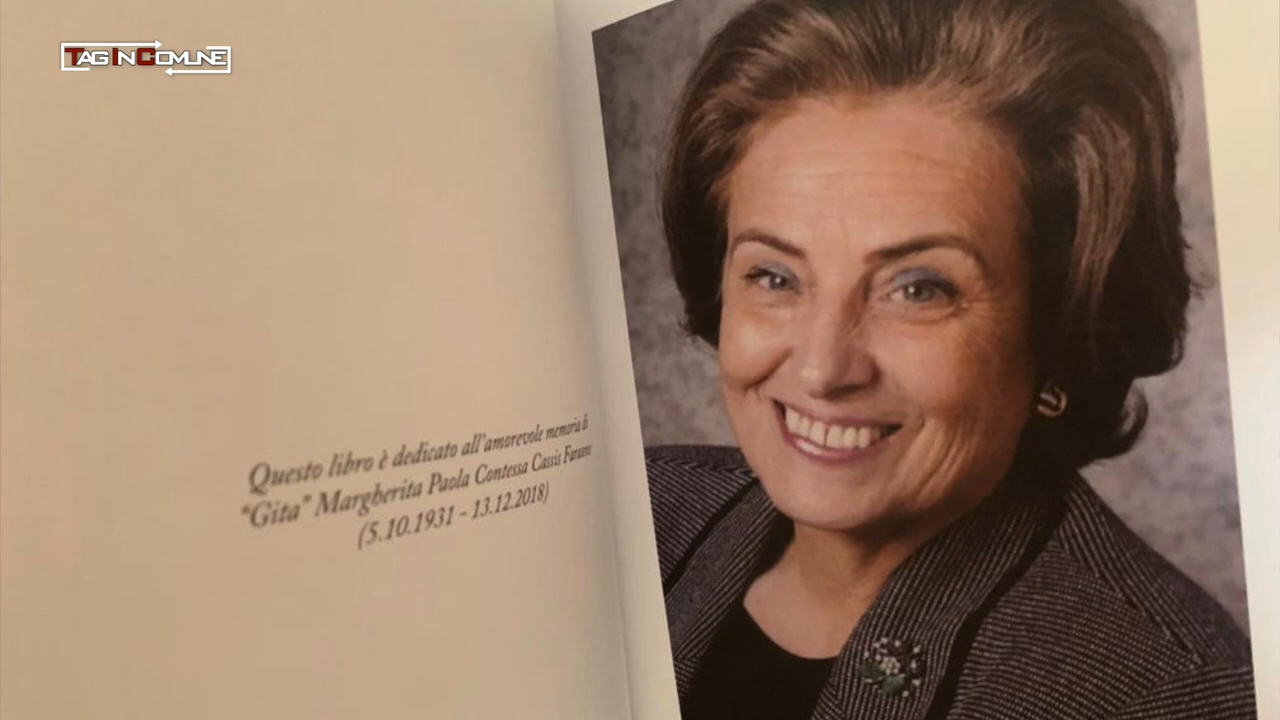 TAG IN COMUNE
Questo libro è dedicato all'amorevole memoria di
"Gita" Margherita Paola Contessa Cassis Faraone
(5.10.1931 - 13.12.2018)